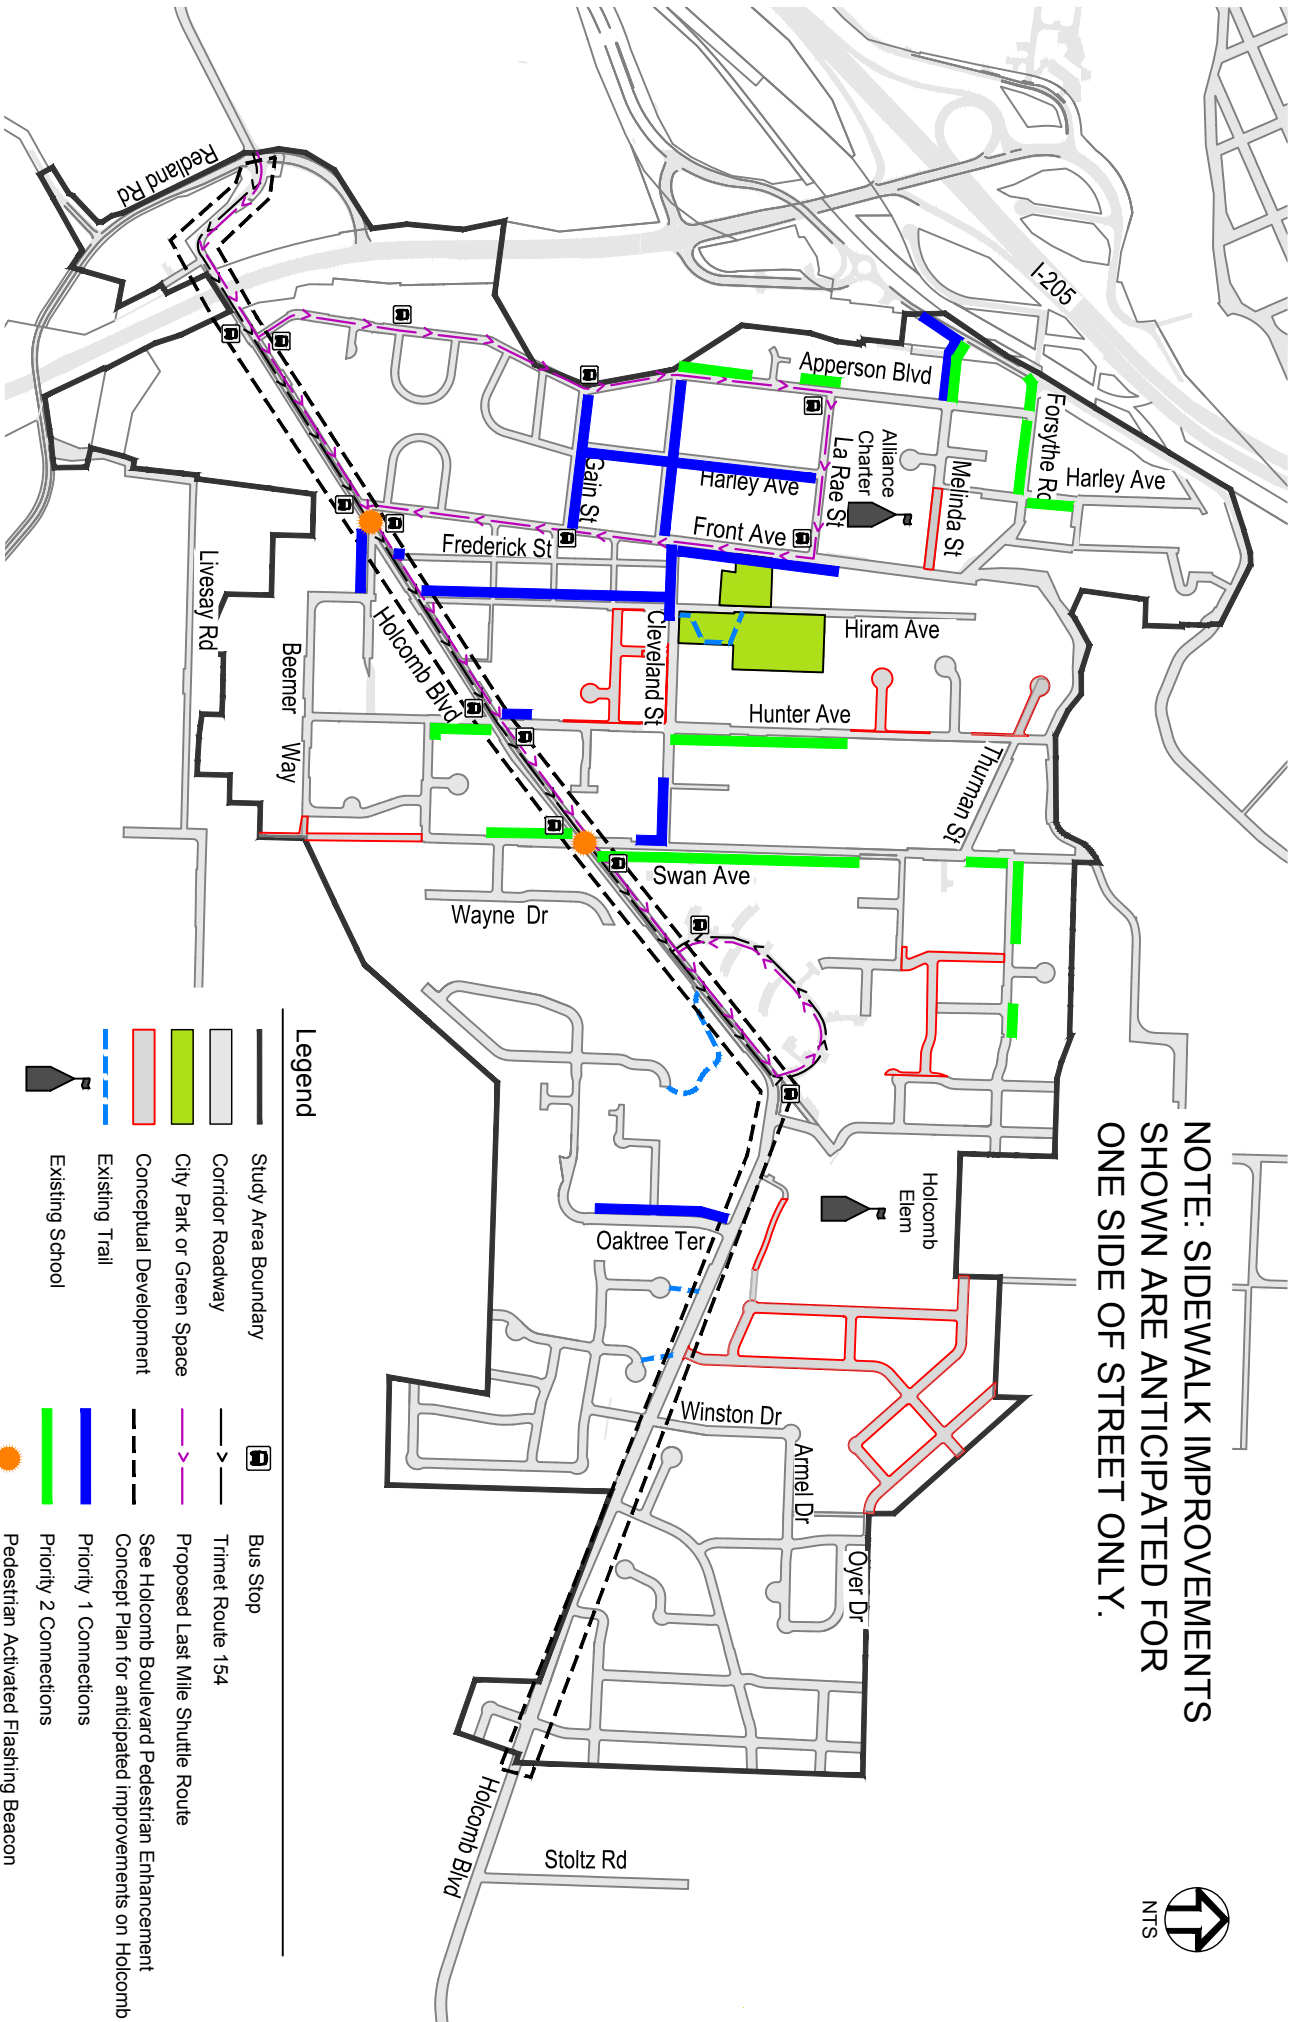 NOTE: SIDEWALK IMPROVEMENTS
SHOWN ARE ANTICIPATED FOR
ONE SIDE OF STREET ONLY.
NTS
I-205
Redland Rd
Apperson Blvd
Forsythe Rd
Harley Ave
Alliance
Charter
La Rae St
Melinda St
Harley Ave
Gain St
Front Ave
Frederick St
Livesay Rd
Holcomb Blvd
Cleveland St
Hiram Ave
Beemer Way
Hunter Ave
Thurman St
Swan Ave
Wayne Dr
Holcomb
Elem
Oaktree Ter
Winston Dr
Armel Dr
Oyer Dr
Holcomb Blvd
Stoltz Rd
Legend
Study Area Boundary
Corridor Roadway
City Park or Green Space
Conceptual Development
Existing Trail
Existing School
Bus Stop
Trimet Route 154
Proposed Last Mile Shuttle Route
See Holcomb Boulevard Pedestrian Enhancement
Concept Plan for anticipated improvements on Holcomb
Priority 1 Connections
Priority 2 Connections
Pedestrian Activated Flashing Beacon